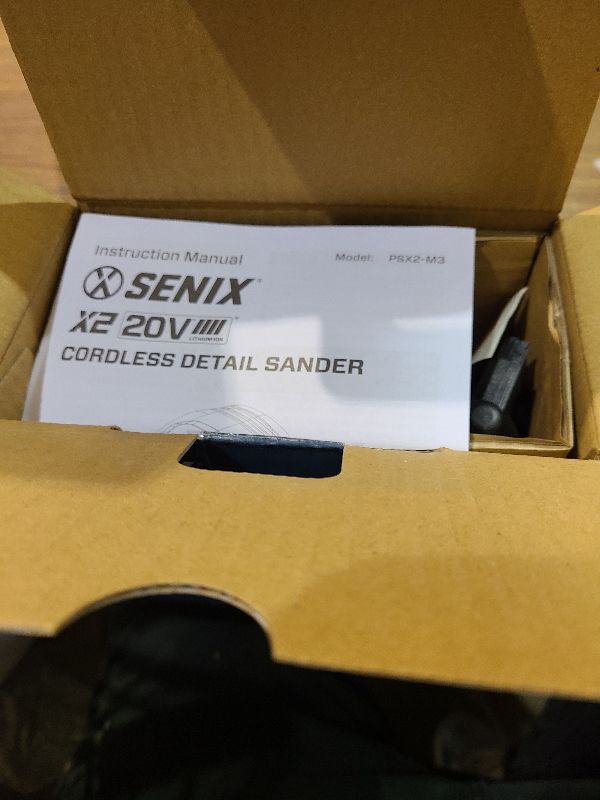 Instruction Manual
Model: PSX2-M3
SENIX
X2 20V
LITHIUM ION
CORDLESS DETAIL SANDER